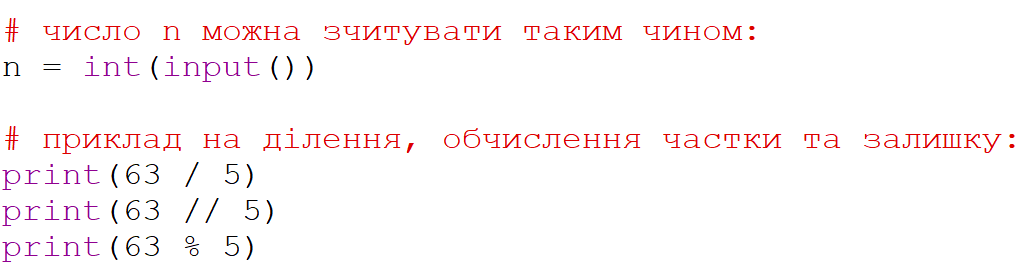 # число n можна зчитувати таким чином:
n = int(input())
# приклад на ділення, обчислення частки та залишку:
print(63 / 5)
print(63 // 5)
print(63 % 5)